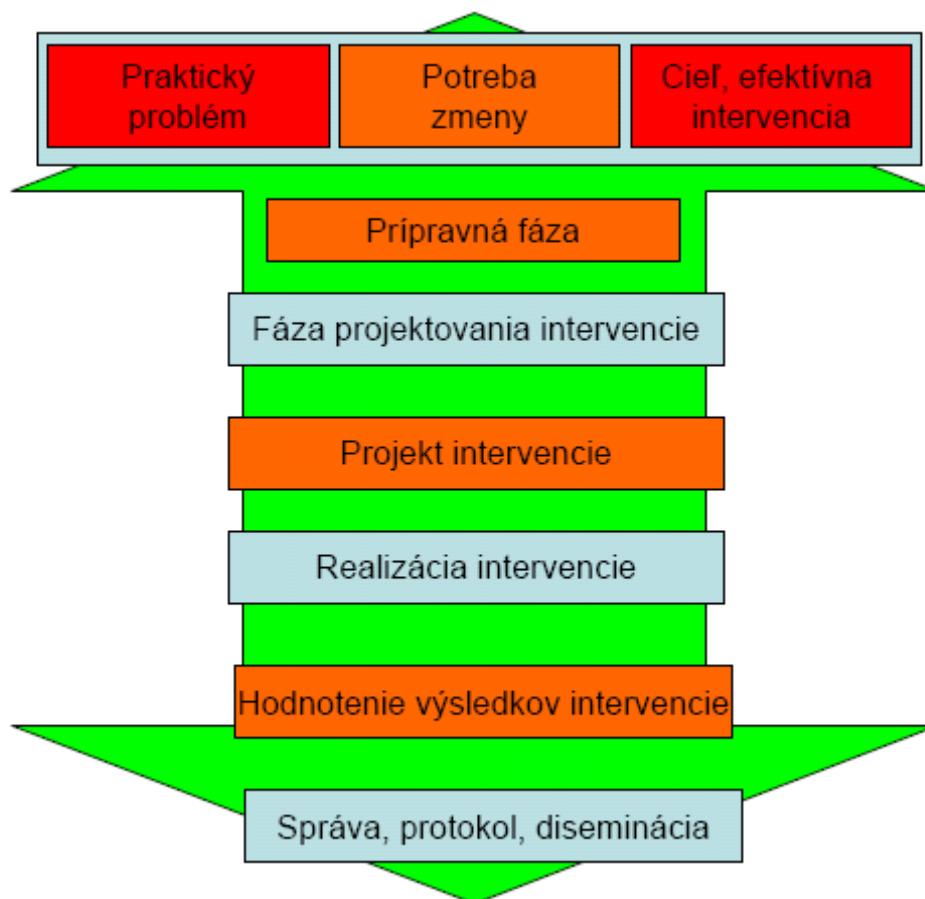 Praktický
problém
Potreba
zmeny
Cieľ, efektívna
intervencia
Prípravná fáza
Fáza projektovania intervencie
Projekt intervencie
Realizácia intervencie
Hodnotenie výsledkov intervencie
Správa, protokol, diseminácia